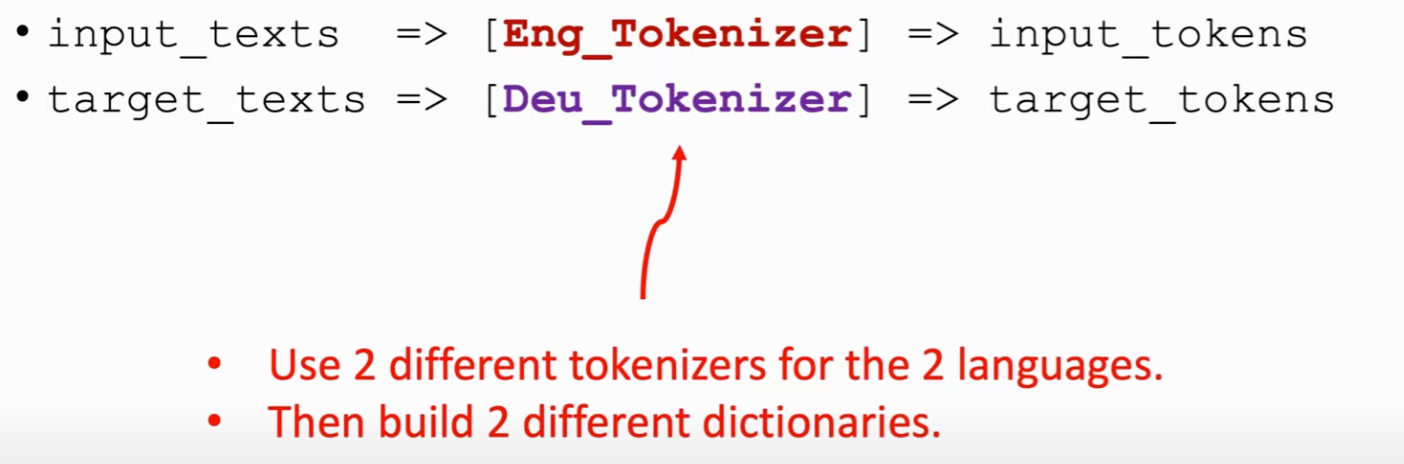 • input_texts => [Eng_Tokenizer] => input_tokens
• target_texts => [Deu_Tokenizer] => target_tokens
• Use 2 different tokenizers for the 2 languages.
• Then build 2 different dictionaries.